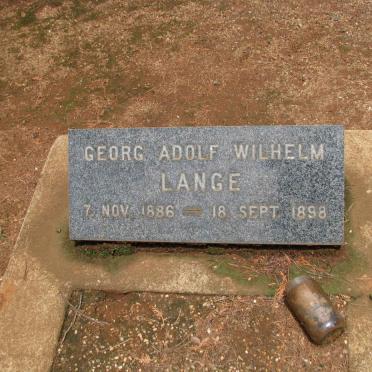 GEORG ADOLF WILHELM
LANGE
7. NOV. 1886 — 18. SEPT. 1898